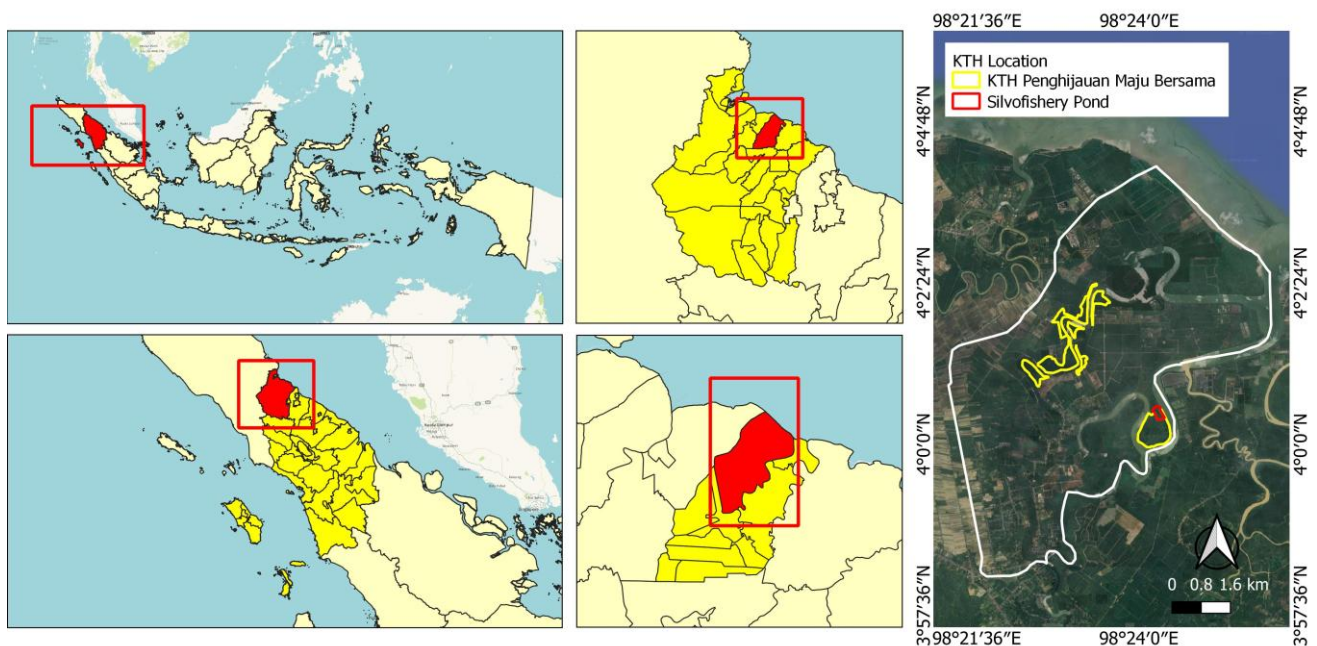 98°21'36"E
98°24'0"E
KTH Location
KTH Penghijauan Maju Bersama
Silvofishery Pond
4°4'48"N
4°4'48"N
4°2'24"N
4°2'24"N
4°0'0"N
4°0'0"N
3°57'36"N
3°57'36"N
0 0.8 1.6 km
98°21'36"E
98°24'0"E